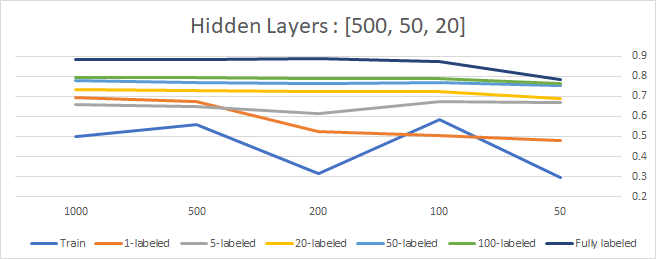 Hidden Layers : [500, 50, 20]
0.9
0.8
0.7
0.6
0.5
0.4
0.3
0.2
1000 500 200 100 50
Train 1-labeled 5-labeled 20-labeled 50-labeled 100-labeled Fully labeled